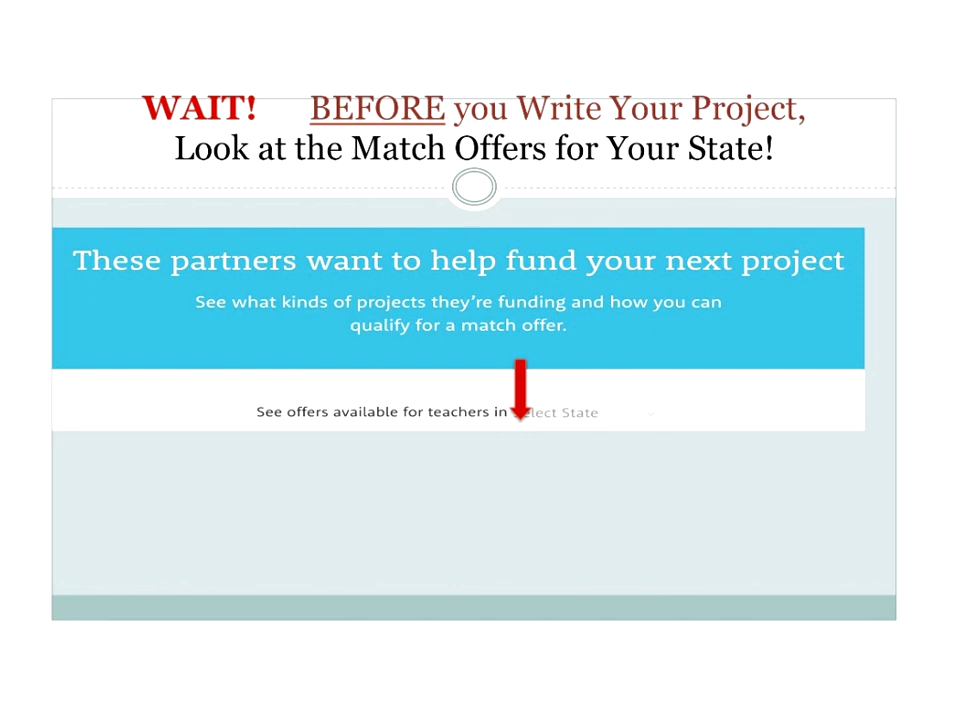 WAIT! BEFORE you Write Your Project,
Look at the Match Offers for Your State!
These partners want to help fund your next project
See what kinds of projects they're funding and how you can
qualify for a match offer.
See offers available for teachers in Select State